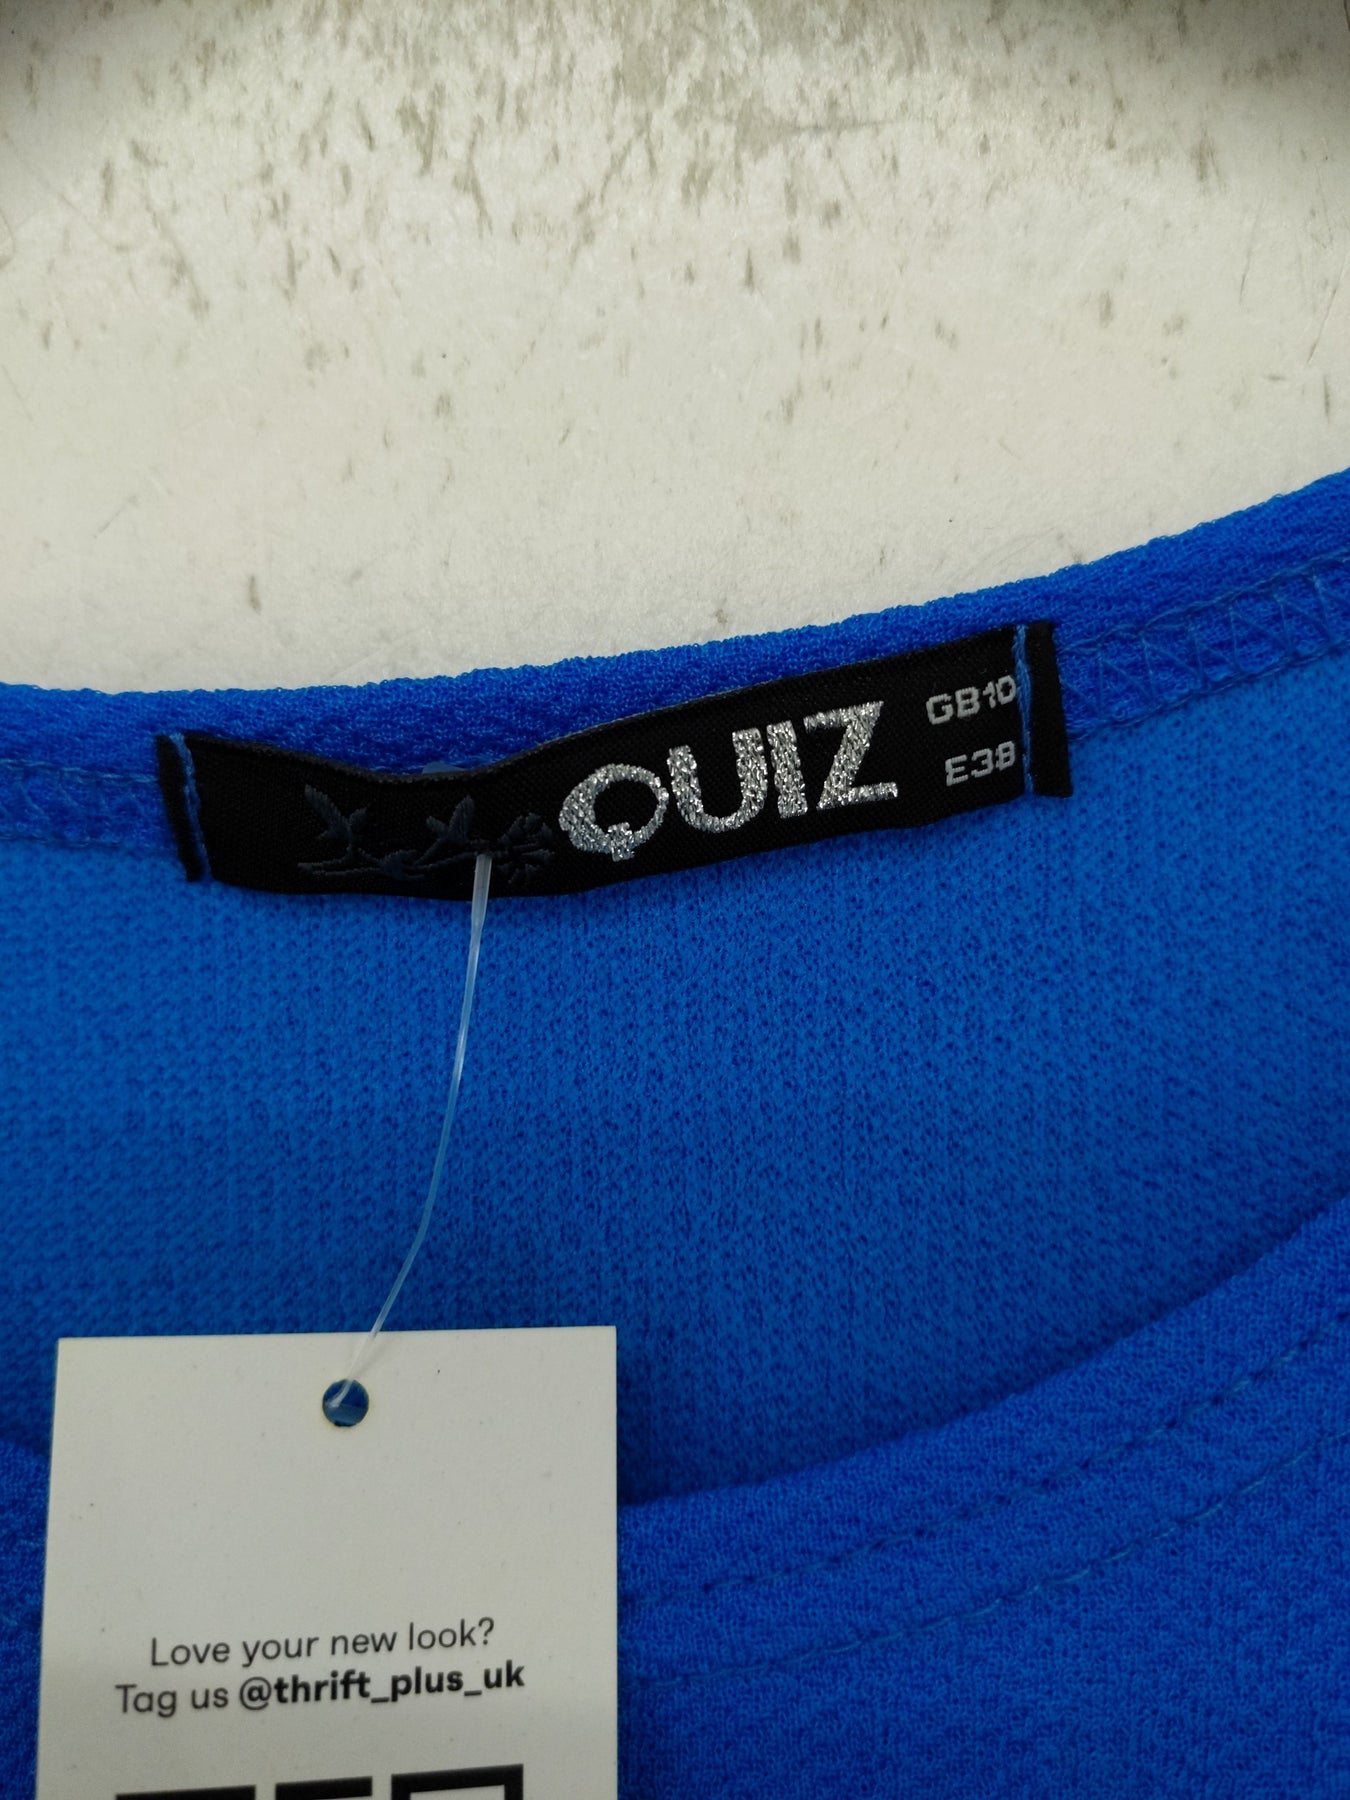 QUIZ
GB10
E38
Love your new look?
Tag us @thrift_plus_uk